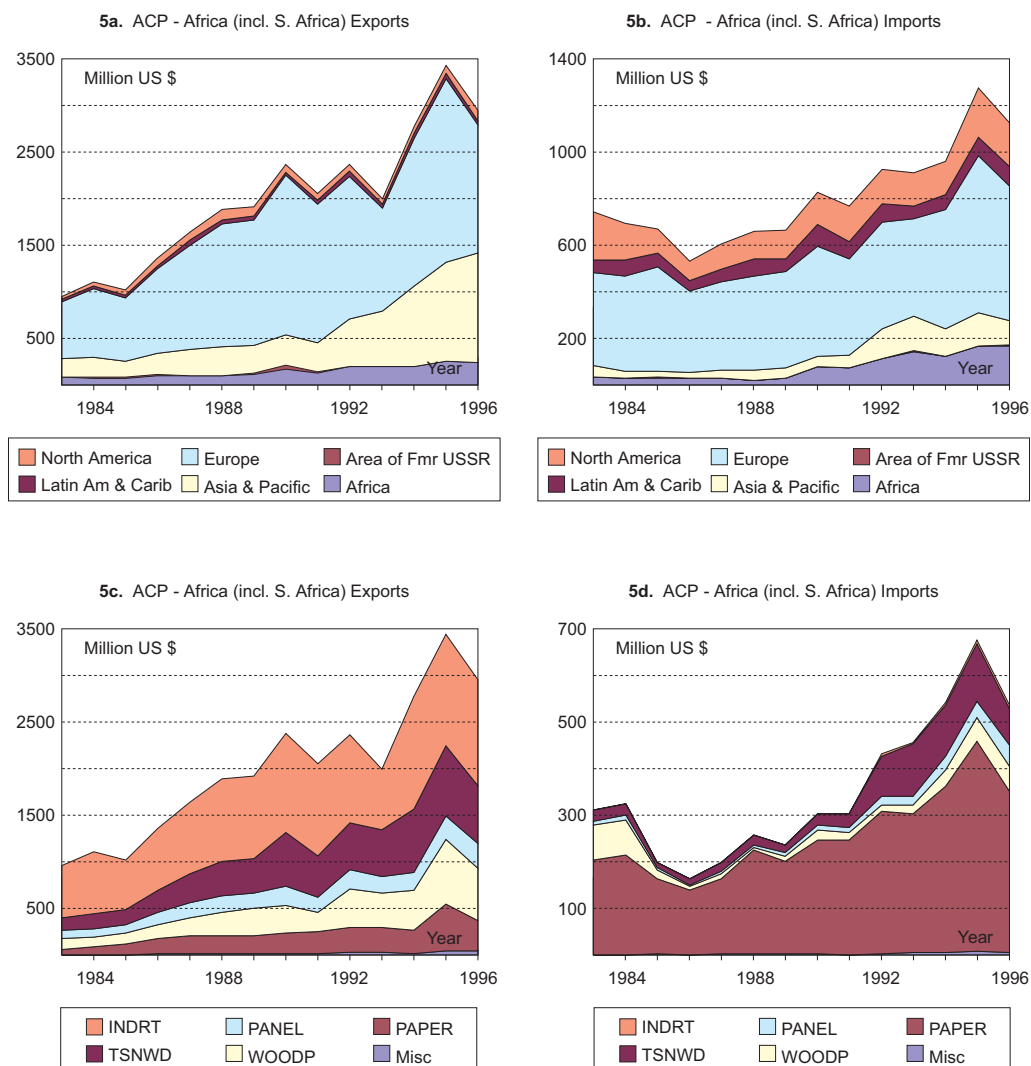 5a. ACP - Africa (incl. S. Africa) Exports
3500
Million US $
2500
1500
500
Year
1984 1988 1992 1996
North America Europe Area of Fmr USSR
Latin Am & Carib Asia & Pacific Africa
5b. ACP - Africa (incl. S. Africa) Imports
1400
Million US $
1000
600
200
Year
1984 1988 1992 1996
North America Europe Area of Fmr USSR
Latin Am & Carib Asia & Pacific Africa
5c. ACP - Africa (incl. S. Africa) Exports
3500
Million US $
2500
1500
500
Year
1984 1988 1992 1996
INDRT PANEL PAPER
TSNWD WOODP Misc
5d. ACP - Africa (incl. S. Africa) Imports
700
Million US $
500
300
100
Year
1984 1988 1992 1996
INDRT PANEL PAPER
TSNWD WOODP Misc